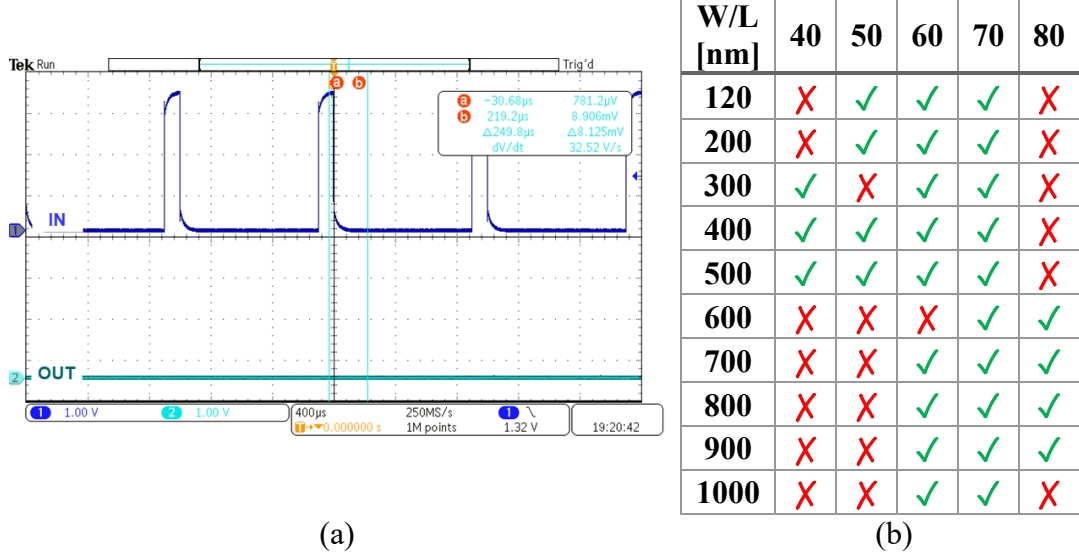 Tek Run
Trig'd
T
a b
a -30.68μs 781.2μV
b 219.2μs 8.906mV
Δ249.8μs Δ8.125mV
dV/dt 32.52 V/s
1 IN
2 OUT
1 1.00 V 2 1.00 V
400μs 250MS/s 1 \
T→▼0.000000 s 1M points 1.32 V
19:20:42
(a)
W/L [nm] 40 50 60 70 80
120 ✗ ✓ ✓ ✓ ✗
200 ✗ ✓ ✓ ✓ ✗
300 ✓ ✗ ✓ ✓ ✗
400 ✓ ✓ ✓ ✓ ✗
500 ✓ ✓ ✓ ✓ ✗
600 ✗ ✗ ✗ ✓ ✓
700 ✗ ✗ ✓ ✓ ✓
800 ✗ ✗ ✓ ✓ ✓
900 ✗ ✗ ✓ ✓ ✓
1000 ✗ ✗ ✓ ✓ ✗
(b)